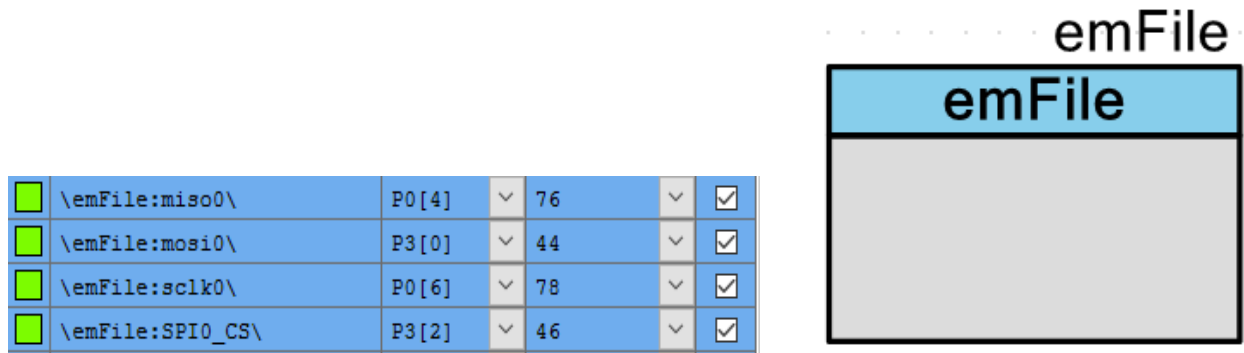 emFile
emFile
\emFile:miso0\ P0[4] 76
\emFile:mosi0\ P3[0] 44
\emFile:sclk0\ P0[6] 78
\emFile:SPI0_CS\ P3[2] 46